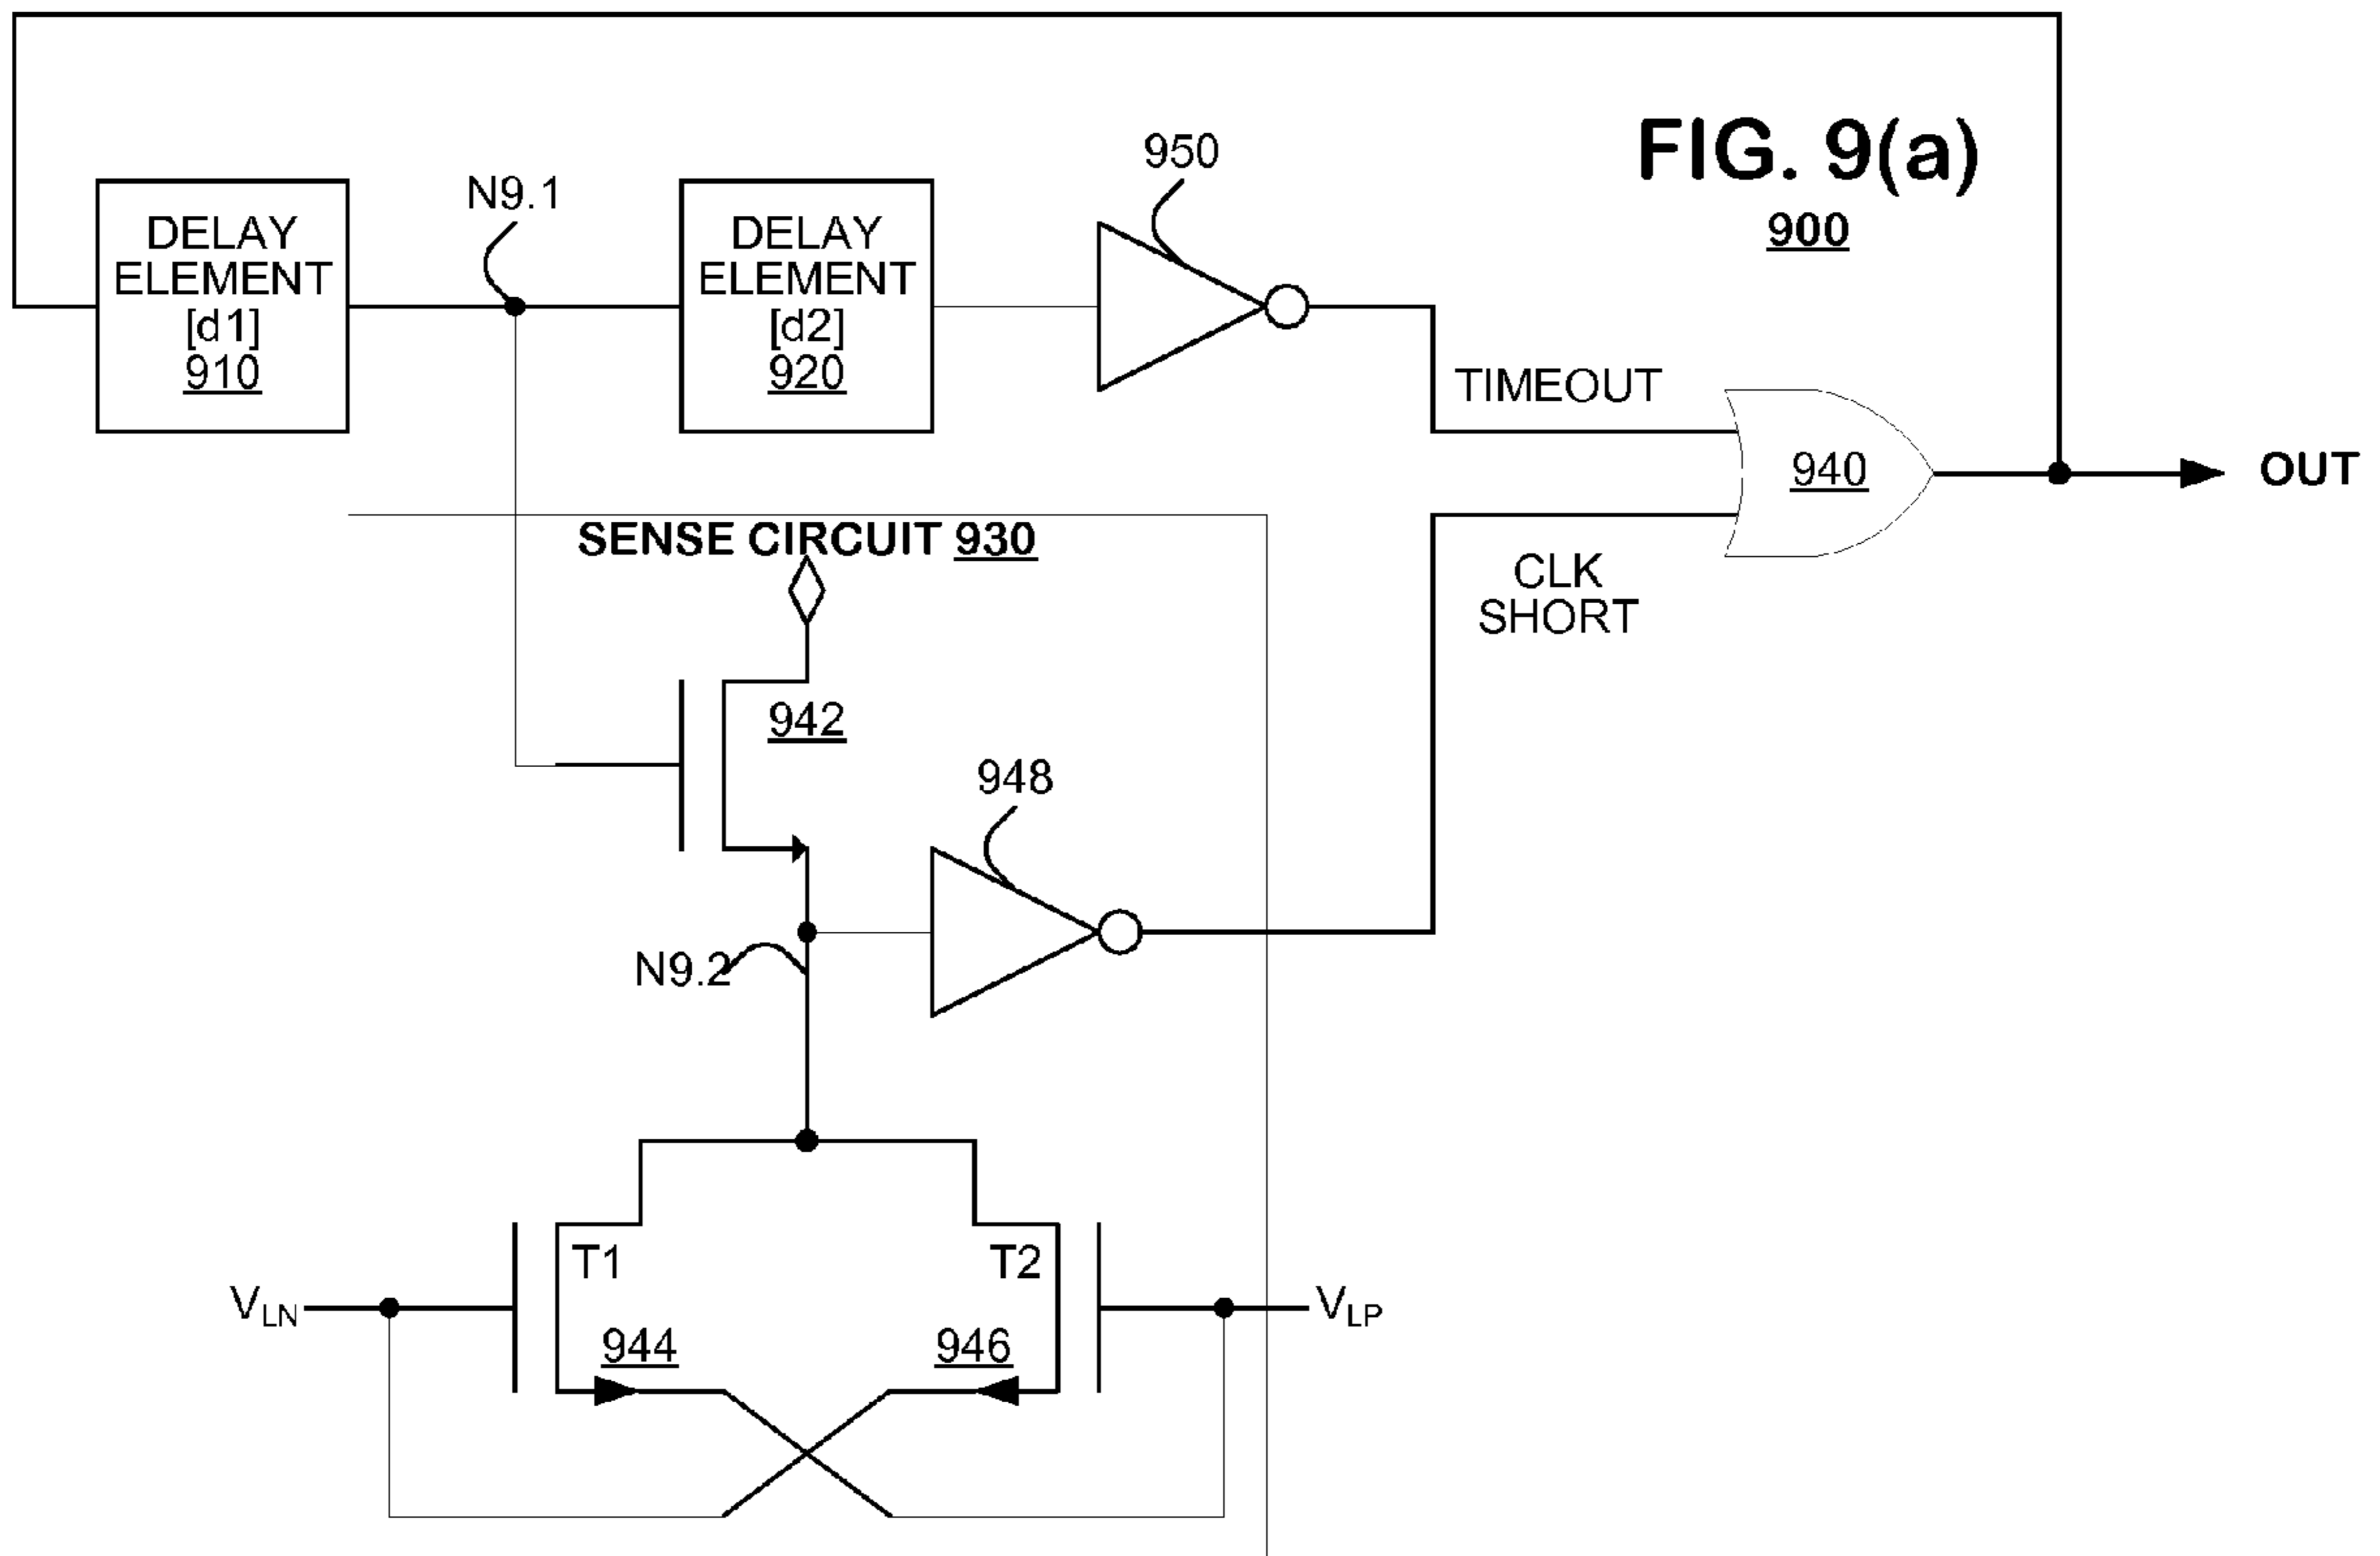 FIG. 9(a)
900
950
N9.1
DELAY
ELEMENT
[d1]
910
DELAY
ELEMENT
[d2]
920
TIMEOUT
940
OUT
SENSE CIRCUIT 930
CLK
SHORT
942
948
N9.2
T1
T2
VLN
VLP
944
946